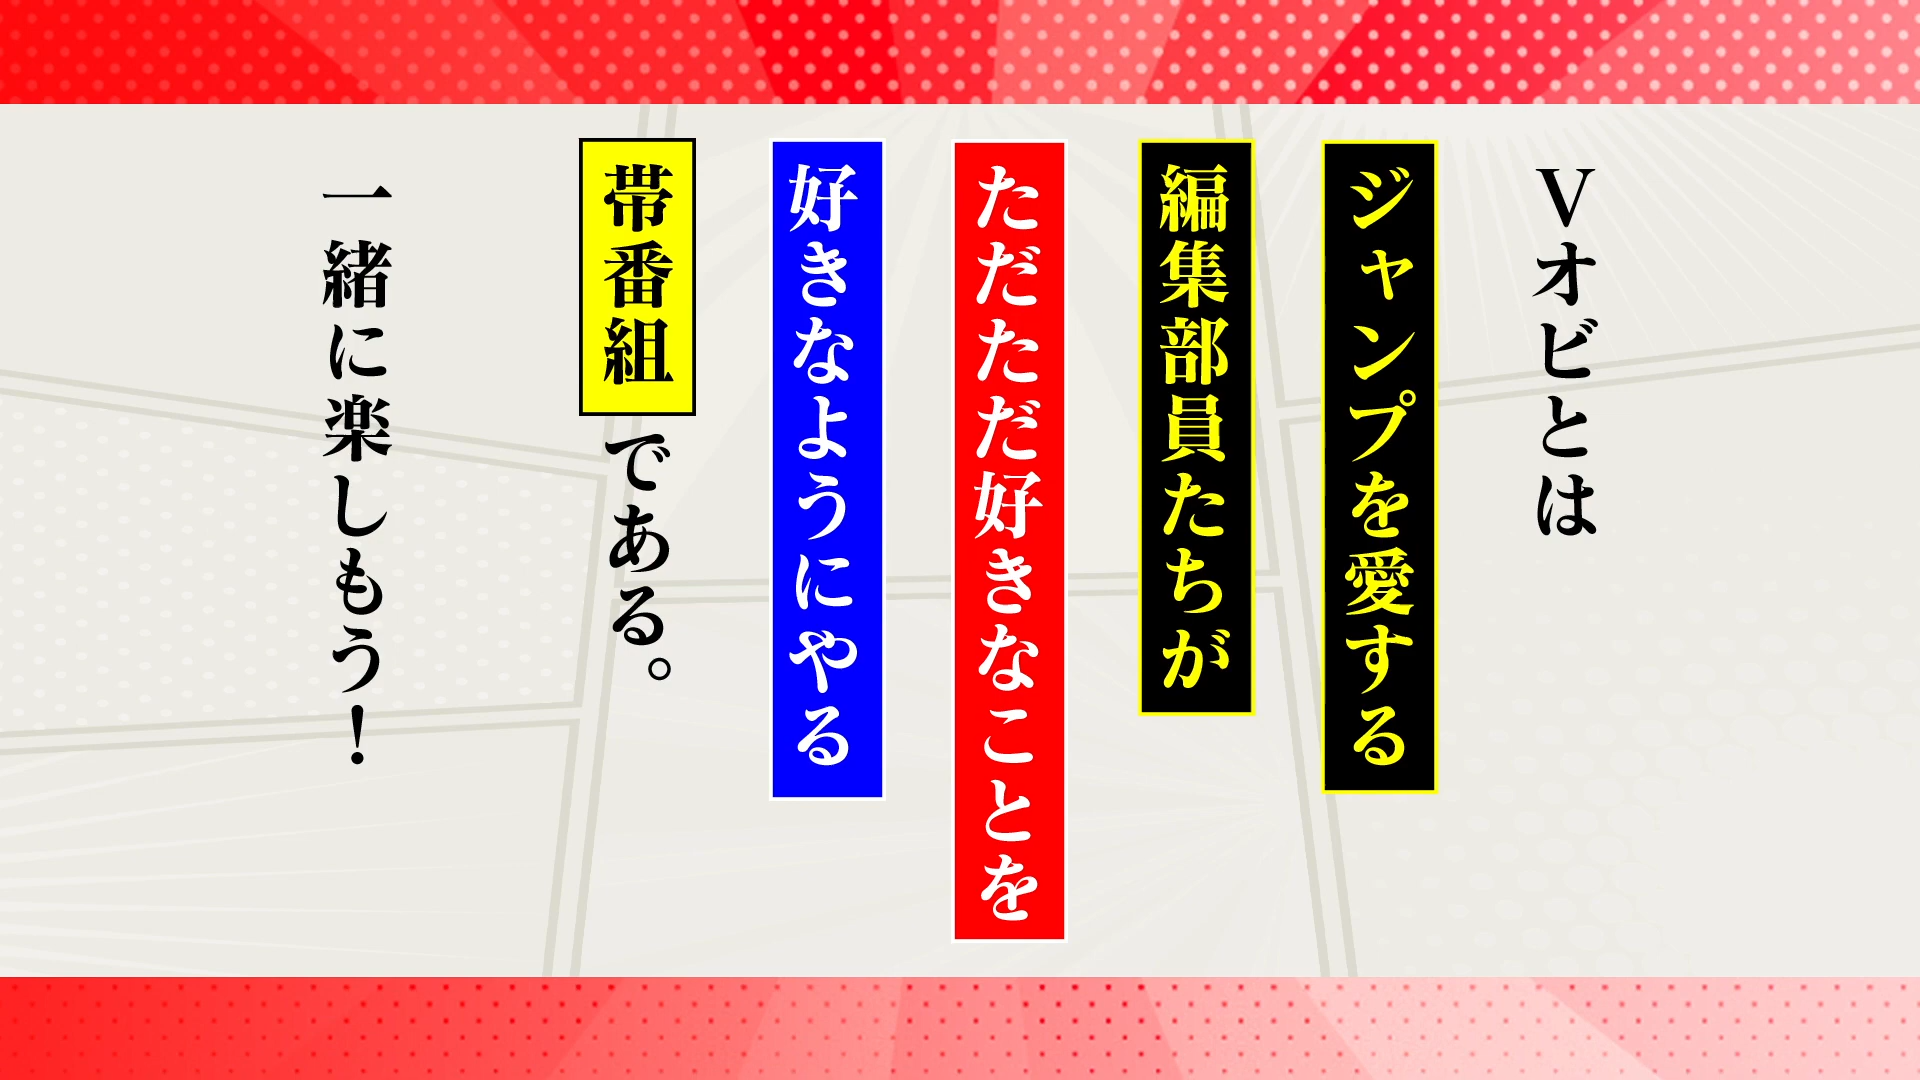 Vオビとは
ジャンプを愛する
編集部員たちが
ただただ好きなことを
好きなようにやる
帯番組である。
一緒に楽しもう！